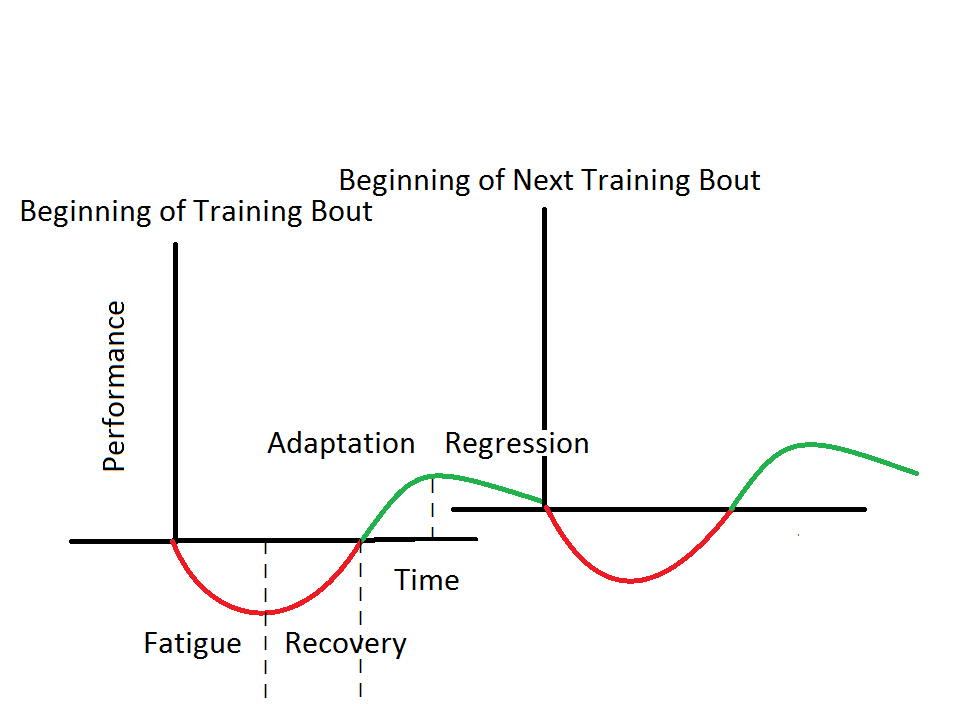 Beginning of Next Training Bout
Beginning of Training Bout
Performance
Adaptation
Regression
Time
Fatigue
Recovery